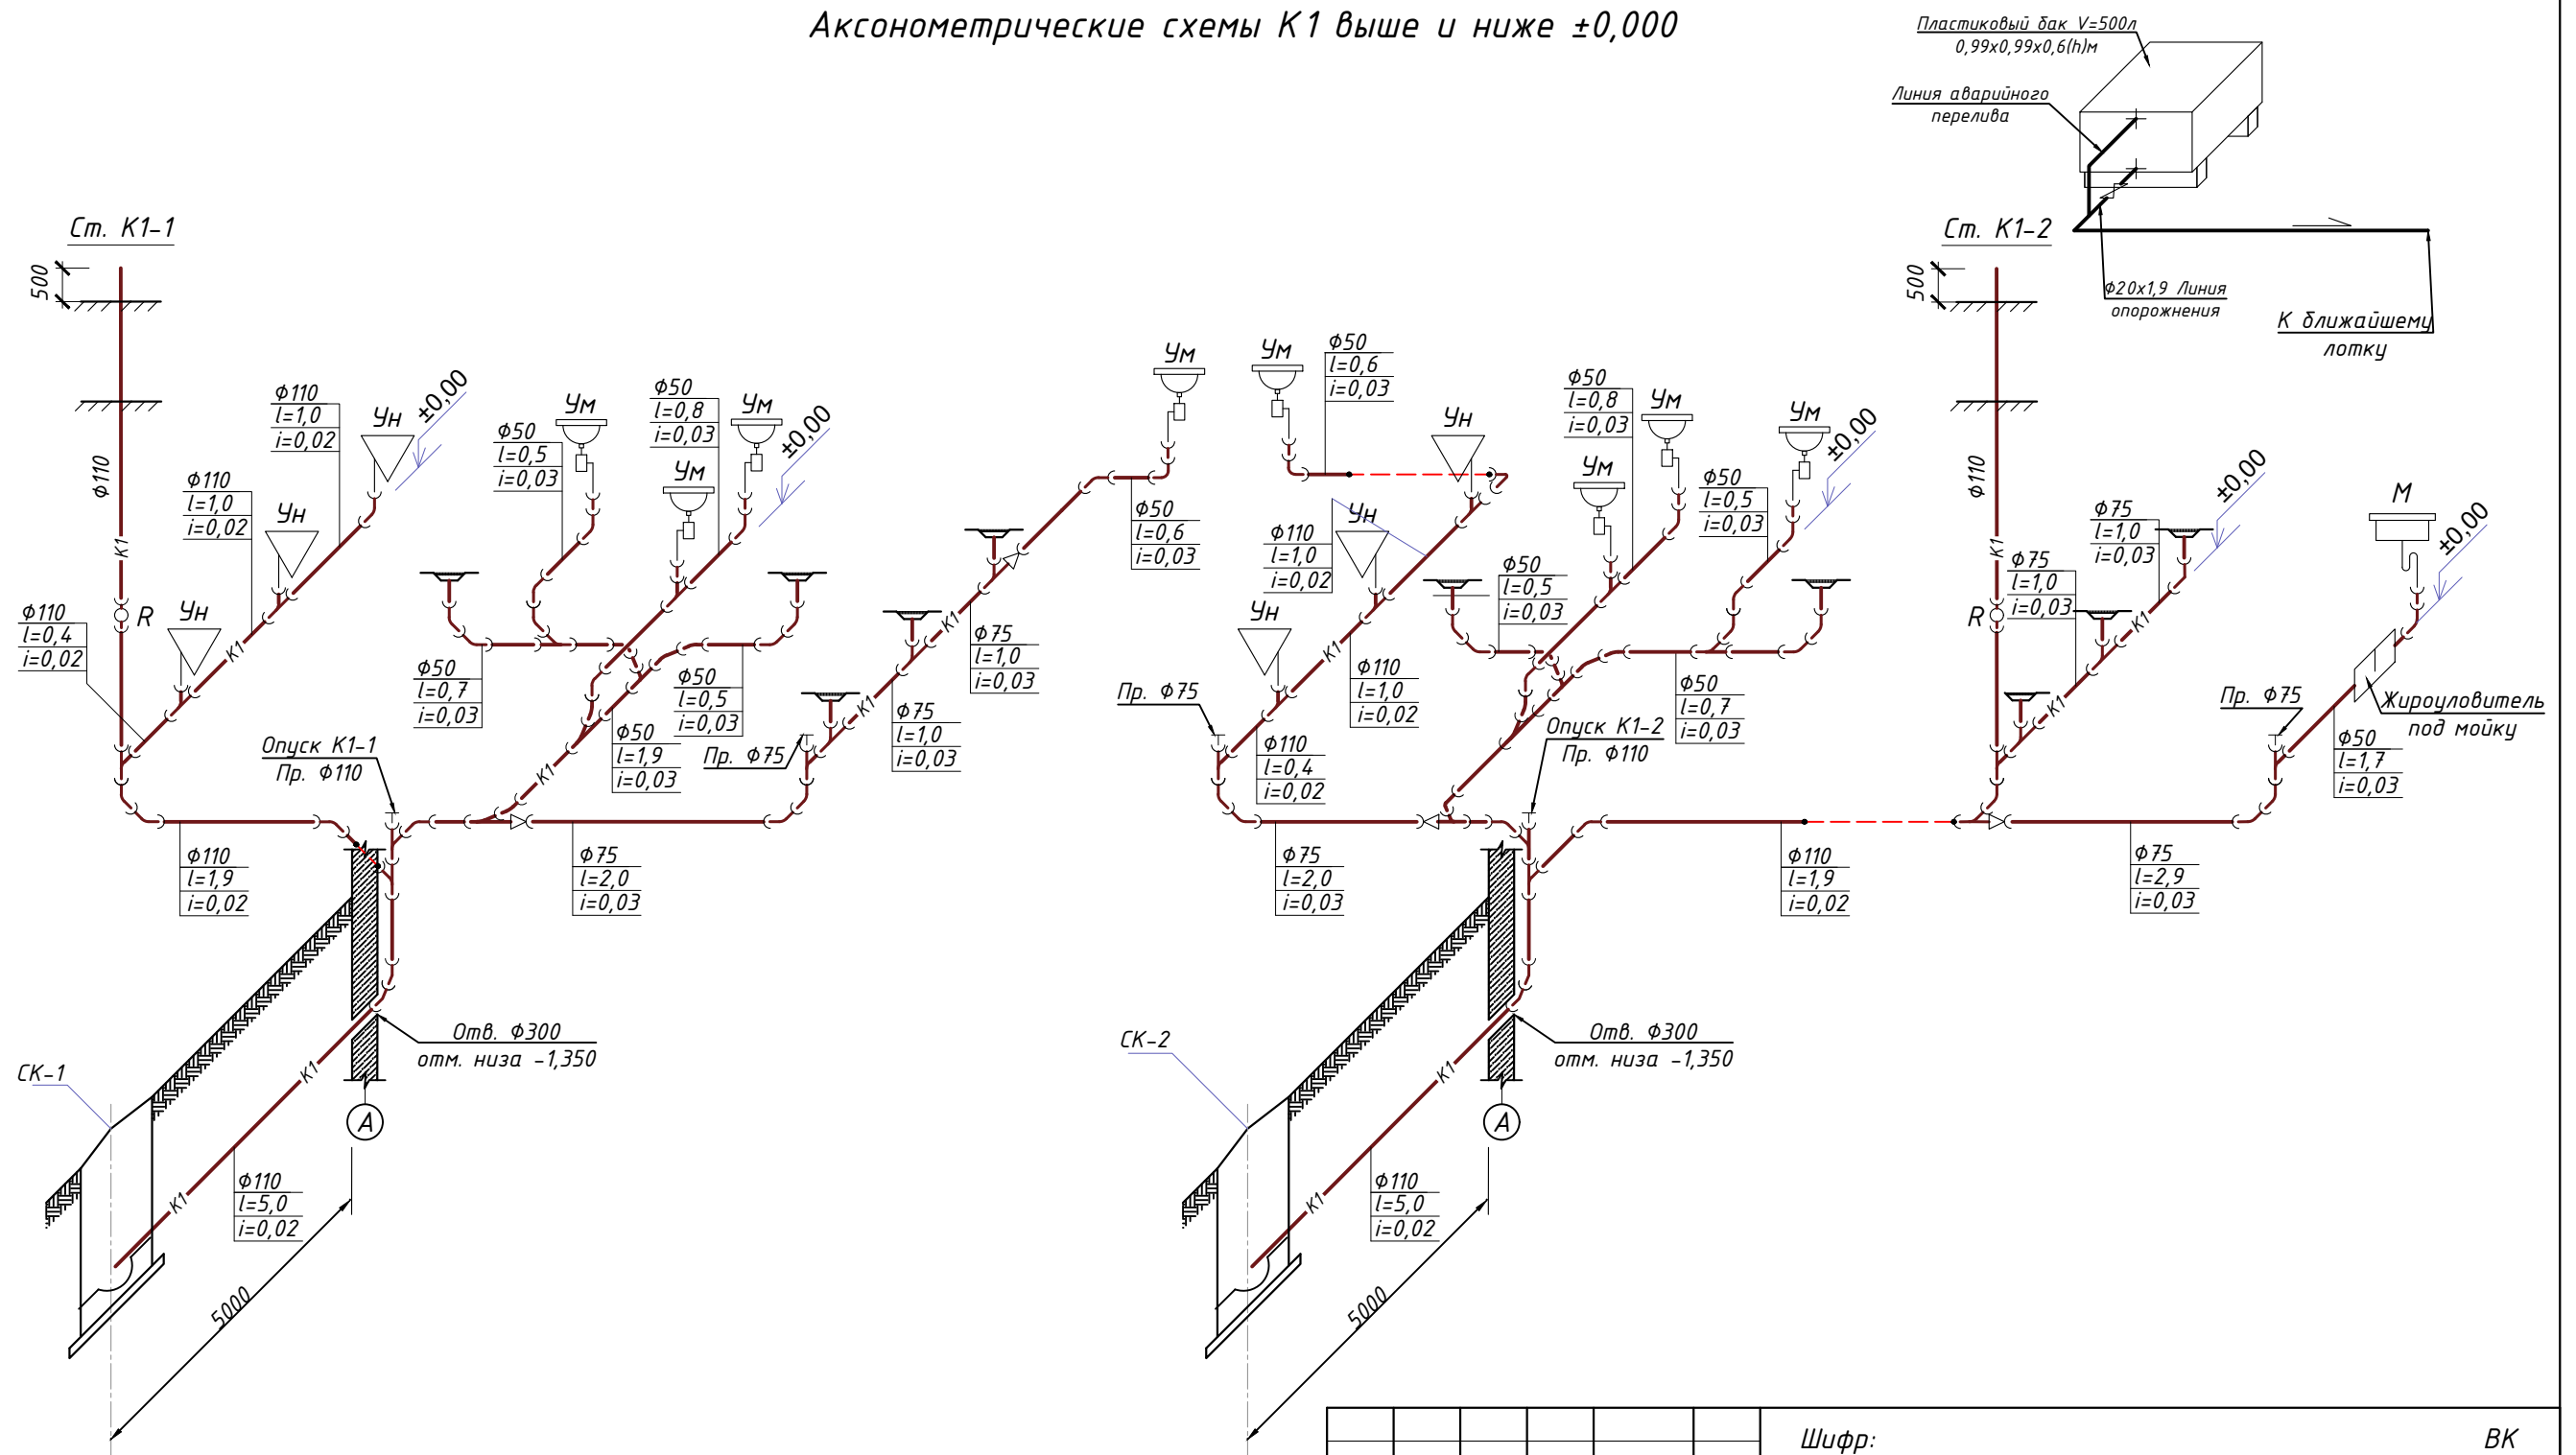 Аксонометрические схемы К1 выше и ниже ±0,000
Пластиковый бак V=500л
0,99х0,99х0,6(h)м
Линия аварийного
перелива
Ф20х1,9 Линия
опорожнения
К ближайшему
лотку
Ст. К1-1
500
Ф110
К1
R
Ф110
l=0,4
i=0,02
Ун
К1
Ф110
l=1,0
i=0,02
Ун
Ф110
l=1,0
i=0,02
Ун
±0,00
Ф50
l=0,5
i=0,03
Ум
Ф50
l=0,8
i=0,03
Ум
Ум
±0,00
Ф50
l=0,7
i=0,03
Ф50
l=0,5
i=0,03
Ф50
l=1,9
i=0,03
К1
Опуск К1-1
Пр. Ф110
Пр. Ф75
К1
Ф75
l=1,0
i=0,03
К1
Ф75
l=1,0
i=0,03
Ум
Ф50
l=0,6
i=0,03
Ф110
l=1,9
i=0,02
Ф75
l=2,0
i=0,03
Отв. Ф300
отм. низа -1,350
СК-1
К1
К1
А
Ф110
l=5,0
i=0,02
5000
Ум
Ф50
l=0,6
i=0,03
Ун
Ун
Ф110
l=1,0
i=0,02
Ун
К1
Ф110
l=1,0
i=0,02
Пр. Ф75
Ф110
l=0,4
i=0,02
Ф50
l=0,8
i=0,03
Ум
Ум
Ум
±0,00
Ф50
l=0,5
i=0,03
Ф50
l=0,5
i=0,03
Ф50
l=0,7
i=0,03
Опуск К1-2
Пр. Ф110
Ф75
l=2,0
i=0,03
Ф110
l=1,9
i=0,02
Ст. К1-2
500
Ф110
К1
R
Ф75
l=1,0
i=0,03
Ф75
l=1,0
i=0,03
К1
К1
±0,00
М
±0,00
Жироуловитель
под мойку
Пр. Ф75
Ф50
l=1,7
i=0,03
Ф75
l=2,9
i=0,03
Отв. Ф300
отм. низа -1,350
СК-2
К1
К1
А
Ф110
l=5,0
i=0,02
5000
Шифр:
ВК